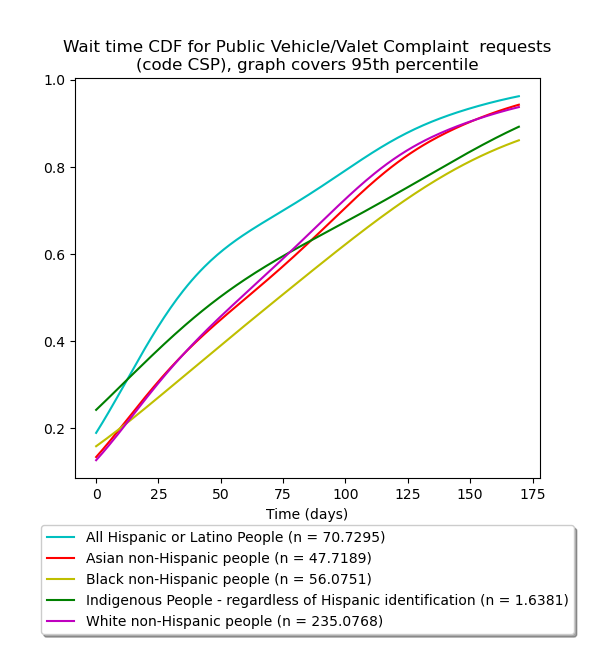 Wait time CDF for Public Vehicle/Valet Complaint  requests
(code CSP), graph covers 95th percentile
1.0
0.8
0.6
0.4
0.2
0 25 50 75 100 125 150 175
Time (days)
All Hispanic or Latino People (n = 70.7295)
Asian non-Hispanic people (n = 47.7189)
Black non-Hispanic people (n = 56.0751)
Indigenous People - regardless of Hispanic identification (n = 1.6381)
White non-Hispanic people (n = 235.0768)